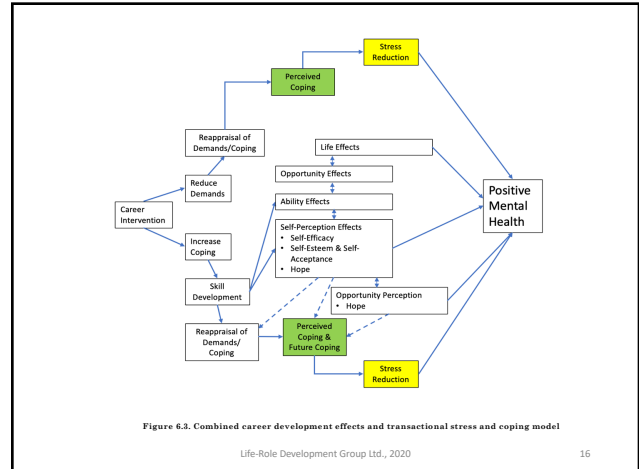 Stress
Reduction
Perceived
Coping
Reappraisal of
Demands/Coping
Life Effects
Opportunity Effects
Reduce
Demands
Ability Effects
Positive
Mental
Health
Career
Intervention
Self-Perception Effects
• Self-Efficacy
• Self-Esteem & Self-
Acceptance
• Hope
Increase
Coping
Skill
Development
Opportunity Perception
• Hope
Reappraisal of
Demands/
Coping
Perceived
Coping &
Future Coping
Stress
Reduction
Figure 6.3. Combined career development effects and transactional stress and coping model
Life-Role Development Group Ltd., 2020
16